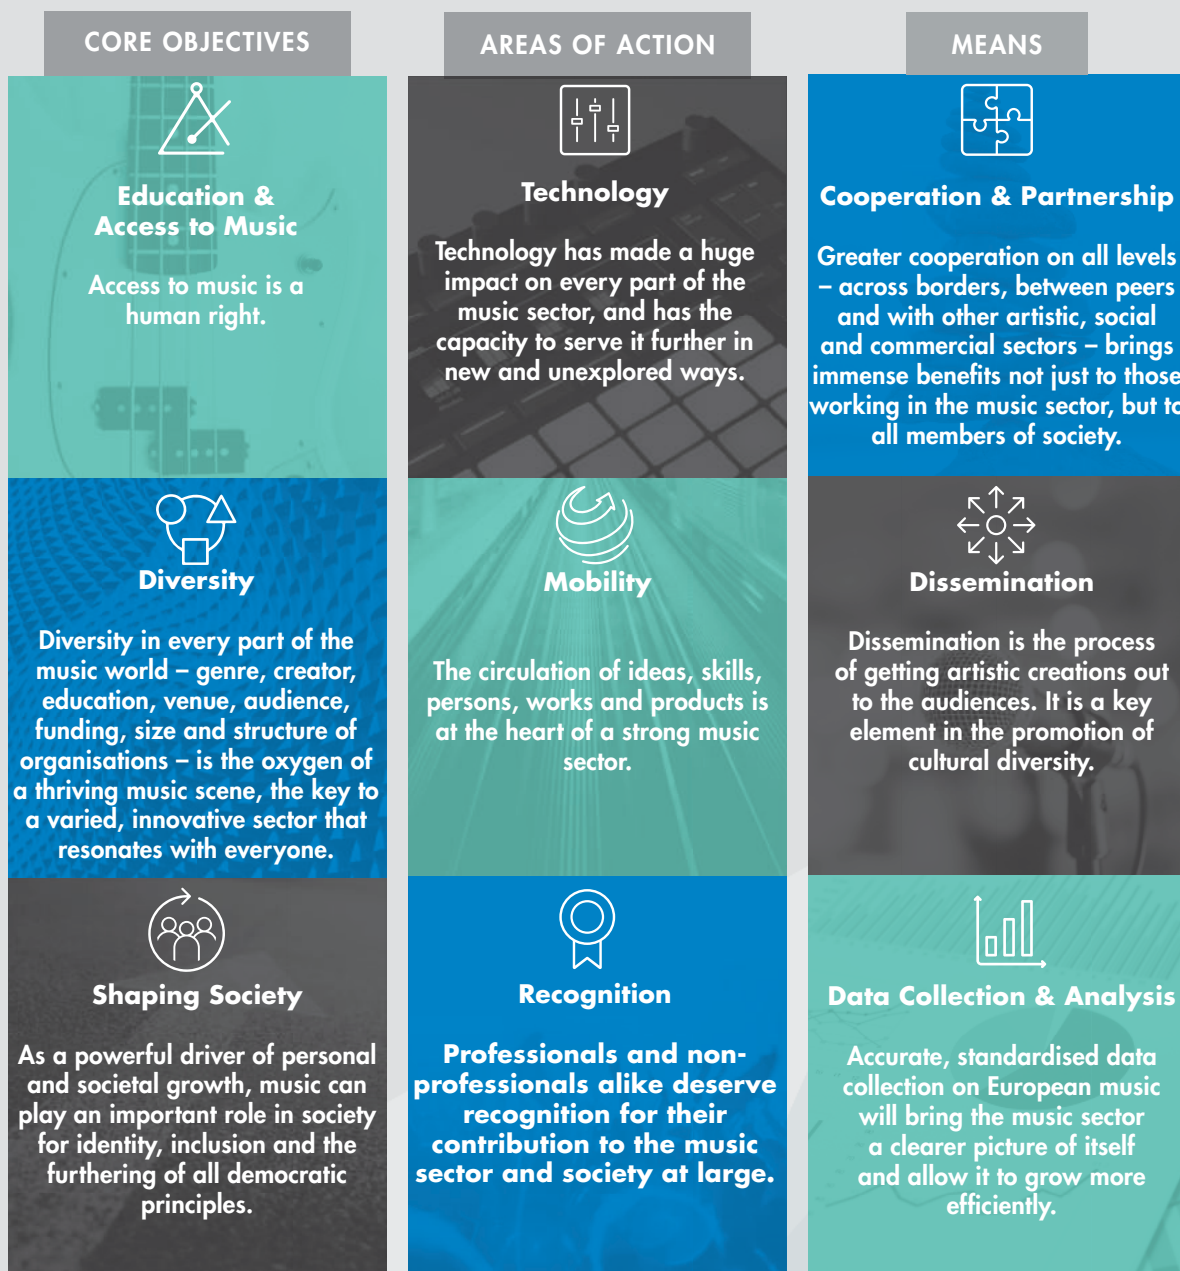 CORE OBJECTIVES
Education &
Access to Music
Access to music is a
human right.
Diversity
Diversity in every part of the
music world – genre, creator,
education, venue, audience,
funding, size and structure of
organisations – is the oxygen of
a thriving music scene, the key to
a varied, innovative sector that
resonates with everyone.
Shaping Society
As a powerful driver of personal
and societal growth, music can
play an important role in society
for identity, inclusion and the
furthering of all democratic
principles.
AREAS OF ACTION
Technology
Technology has made a huge
impact on every part of the
music sector, and has the
capacity to serve it further in
new and unexplored ways.
Mobility
The circulation of ideas, skills,
persons, works and products is
at the heart of a strong music
sector.
Recognition
Professionals and non-
professionals alike deserve
recognition for their
contribution to the music
sector and society at large.
MEANS
Cooperation & Partnership
Greater cooperation on all levels
– across borders, between peers
and with other artistic, social
and commercial sectors – brings
immense benefits not just to those
working in the music sector, but to
all members of society.
Dissemination
Dissemination is the process
of getting artistic creations out
to the audiences. It is a key
element in the promotion of
cultural diversity.
Data Collection & Analysis
Accurate, standardised data
collection on European music
will bring the music sector
a clearer picture of itself
and allow it to grow more
efficiently.